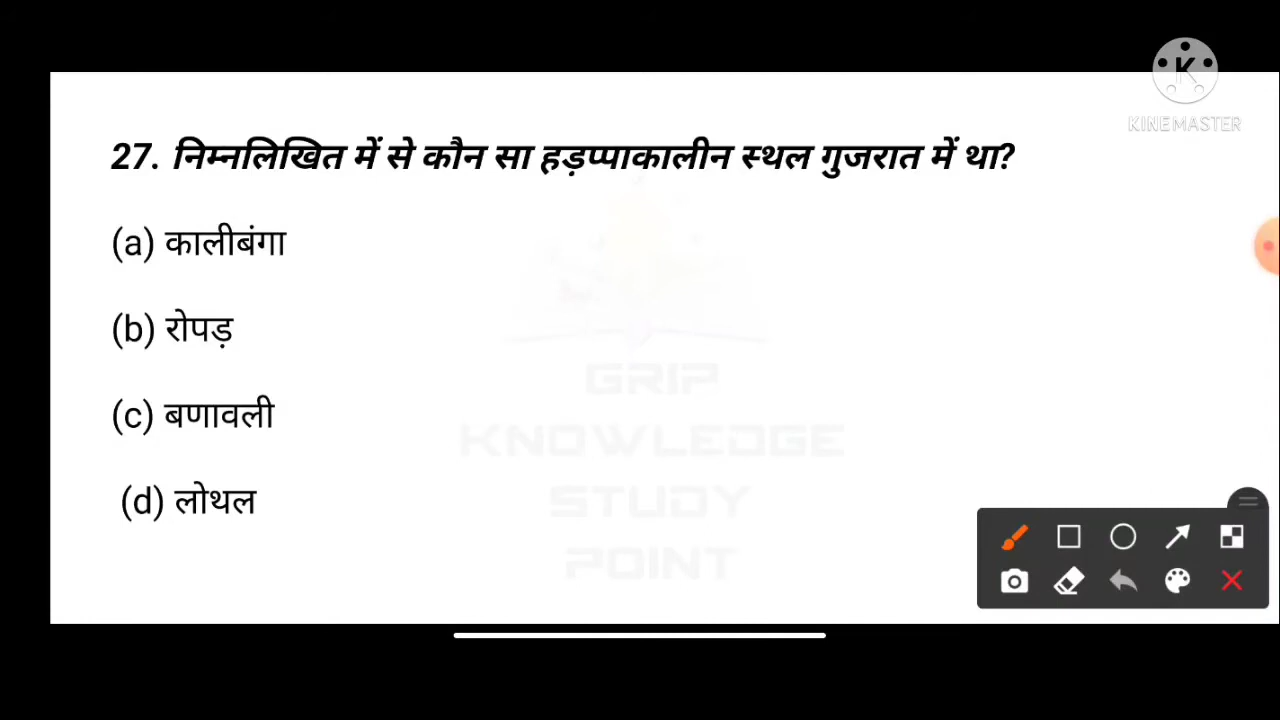 KINEMASTER
27. निम्नलिखित में से कौन सा हड़प्पाकालीन स्थल गुजरात में था?
(a) कालीबंगा
(b) रोपड़
(c) बणावली
(d) लोथल
GRIP
KNOWLEDGE
STUDY
POINT